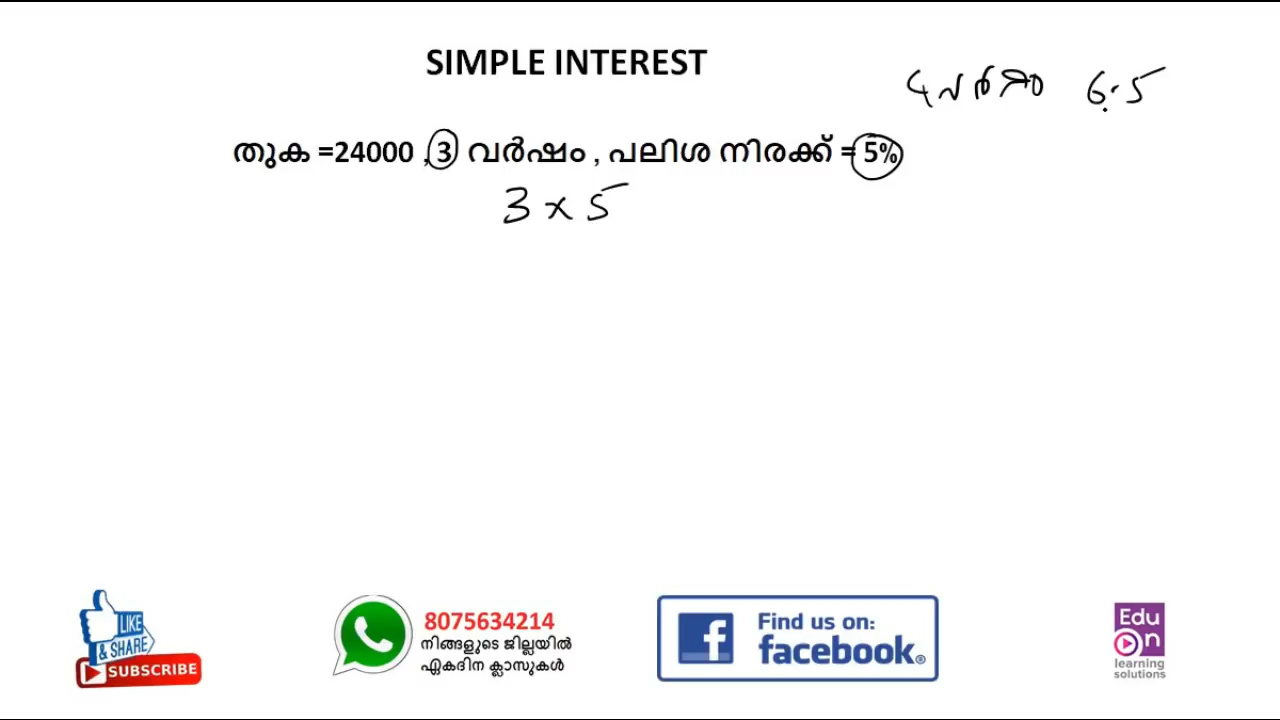 SIMPLE INTEREST
4 വർഷം 6.5
തുക =24000 ,3 വർഷം , പലിശ നിരക്ക് = 5%
3 x 5
LIKE
& SHARE
SUBSCRIBE
8075634214
നിങ്ങളുടെ ജില്ലയിൽ
ഏകദിന ക്ലാസുകൾ
Find us on:
facebook®
Edu
On
learning
solutions